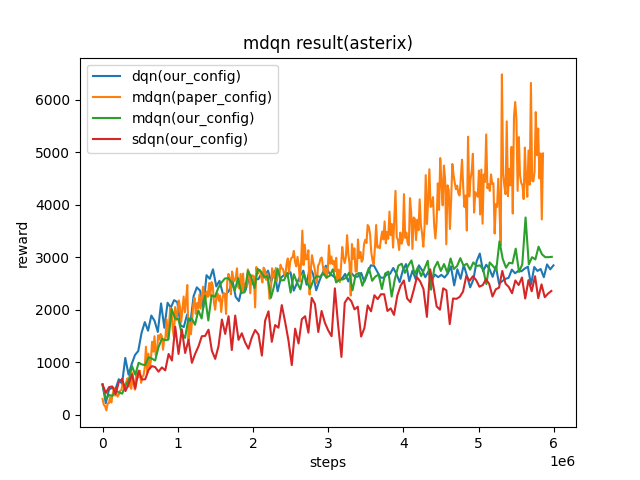 mdqn result(asterix)
dqn(our_config)
mdqn(paper_config)
mdqn(our_config)
sdqn(our_config)
reward
6000
5000
4000
3000
2000
1000
0
0 1 2 3 4 5 6
steps
1e6